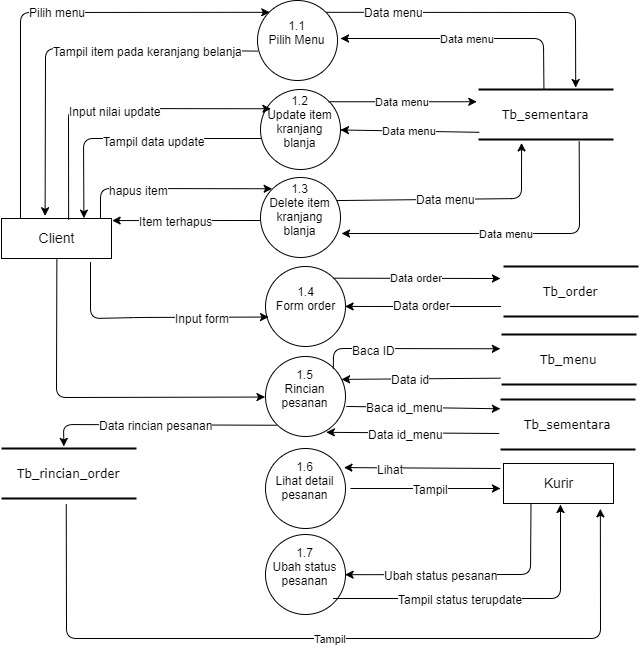 Pilih menu
1.1
Pilih Menu
Data menu
Data menu
Tampil item pada keranjang belanja
Input nilai update
1.2
Update item
kranjang
blanja
Data menu
Data menu
Tb_sementara
Tampil data update
hapus item
1.3
Delete item
kranjang
blanja
Data menu
Data menu
Item terhapus
Client
1.4
Form order
Data order
Data order
Tb_order
Input form
Baca ID
Data id
Tb_menu
1.5
Rincian
pesanan
Baca id_menu
Data id_menu
Tb_sementara
Data rincian pesanan
Tb_rincian_order
1.6
Lihat detail
pesanan
Lihat
Tampil
Kurir
1.7
Ubah status
pesanan
Ubah status pesanan
Tampil status terupdate
Tampil